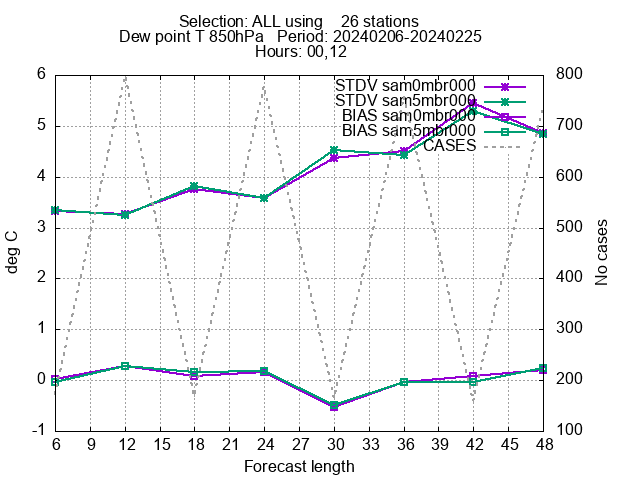 Selection: ALL using    26 stations
Dew point T 850hPa   Period: 20240206-20240225
Hours: 00,12
STDV sam0mbr000
STDV sam5mbr000
BIAS sam0mbr000
BIAS sam5mbr000
CASES
6
5
4
3
2
1
0
-1
deg C
800
700
600
500
400
300
200
100
No cases
6 9 12 15 18 21 24 27 30 33 36 39 42 45 48
Forecast length